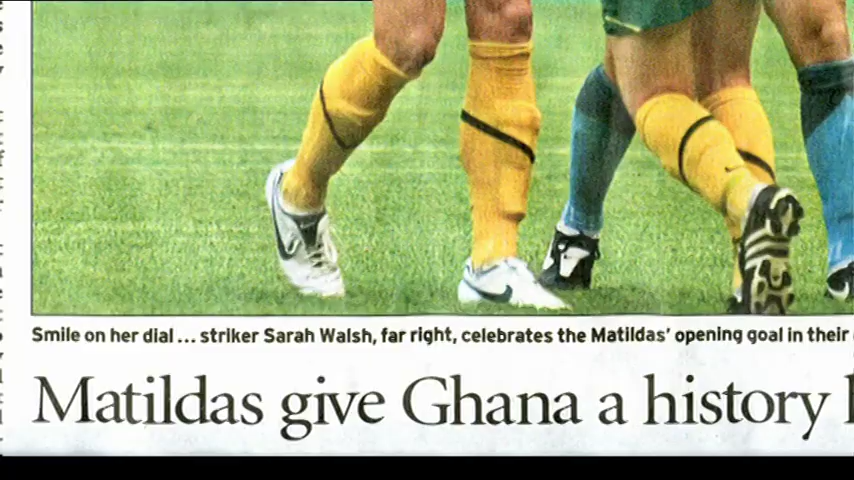 Smile on her dial... striker Sarah Walsh, far right, celebrates the Matildas' opening goal in their
Matildas give Ghana a history